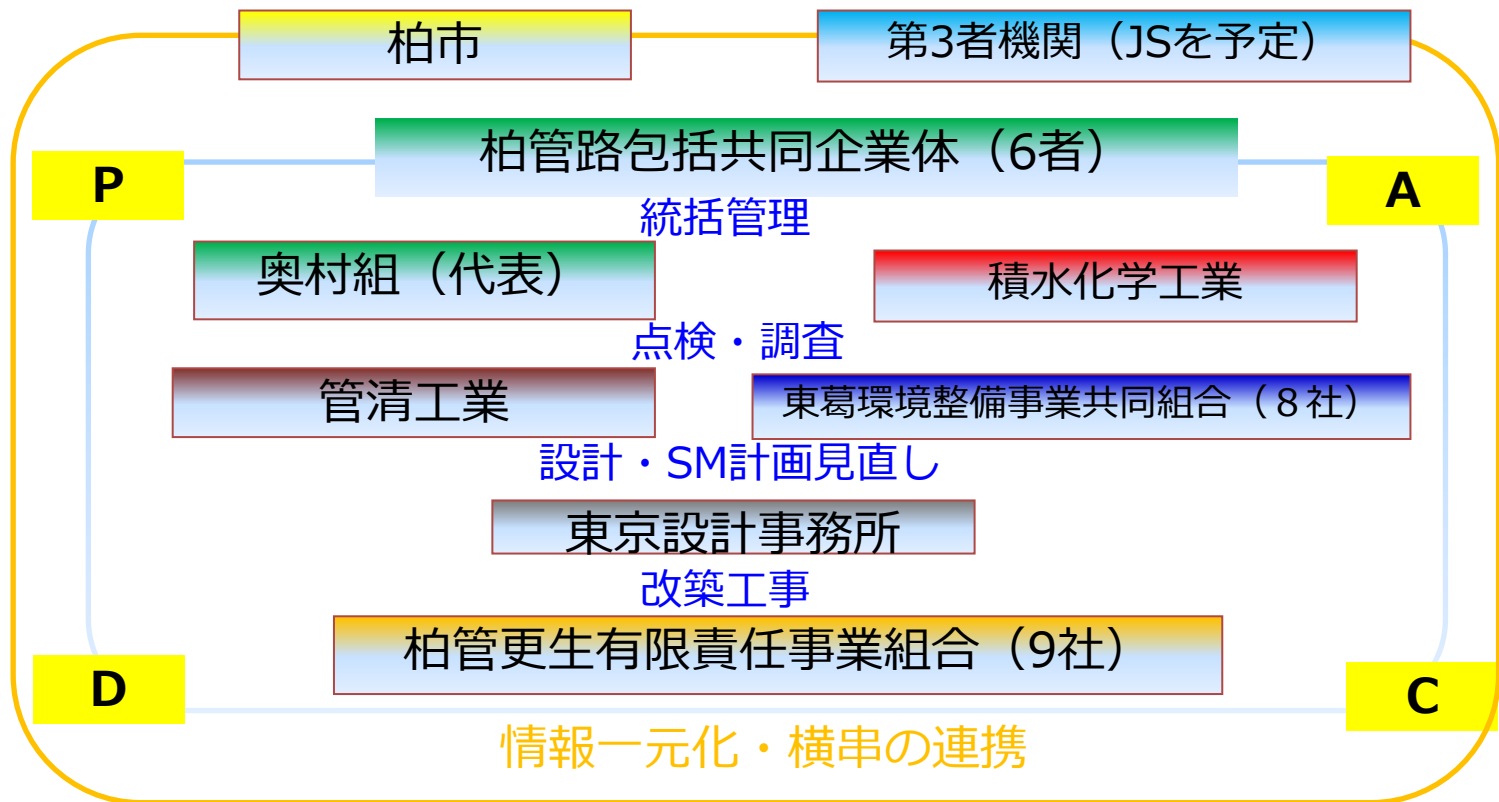 柏市
第3者機関（JSを予定）
柏管路包括共同企業体（6者）
P
A
統括管理
奥村組（代表）
積水化学工業
点検・調査
管清工業
東葛環境整備事業共同組合（８社）
設計・SM計画見直し
東京設計事務所
改築工事
柏管更生有限責任事業組合（9社）
D
C
情報一元化・横串の連携